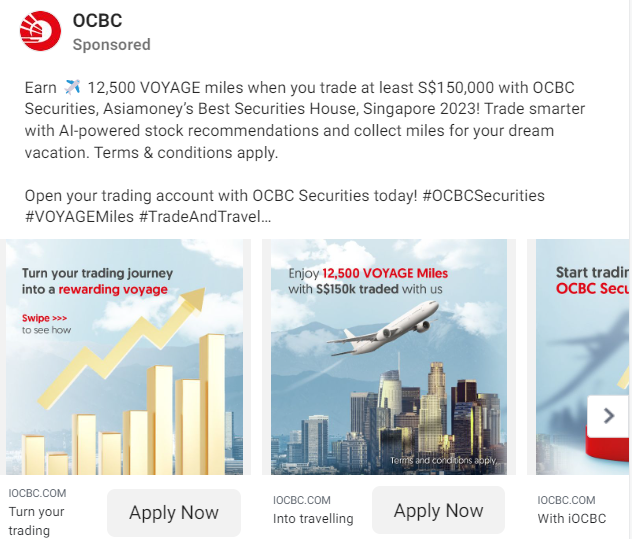 OCBC
Sponsored
Earn ✈️ 12,500 VOYAGE miles when you trade at least S$150,000 with OCBC
Securities, Asiamoney’s Best Securities House, Singapore 2023! Trade smarter
with AI-powered stock recommendations and collect miles for your dream
vacation. Terms & conditions apply.
Open your trading account with OCBC Securities today! #OCBCSecurities
#VOYAGEMiles #TradeAndTravel...
Turn your trading journey
into a rewarding voyage
Swipe >>>
to see how
IOCBC.COM
Turn your
trading
Apply Now
Enjoy 12,500 VOYAGE Miles
with S$150k traded with us
Terms and conditions apply.
IOCBC.COM
Into travelling
Apply Now
Start
OCBC
IOCBC.COM
With iOCBC